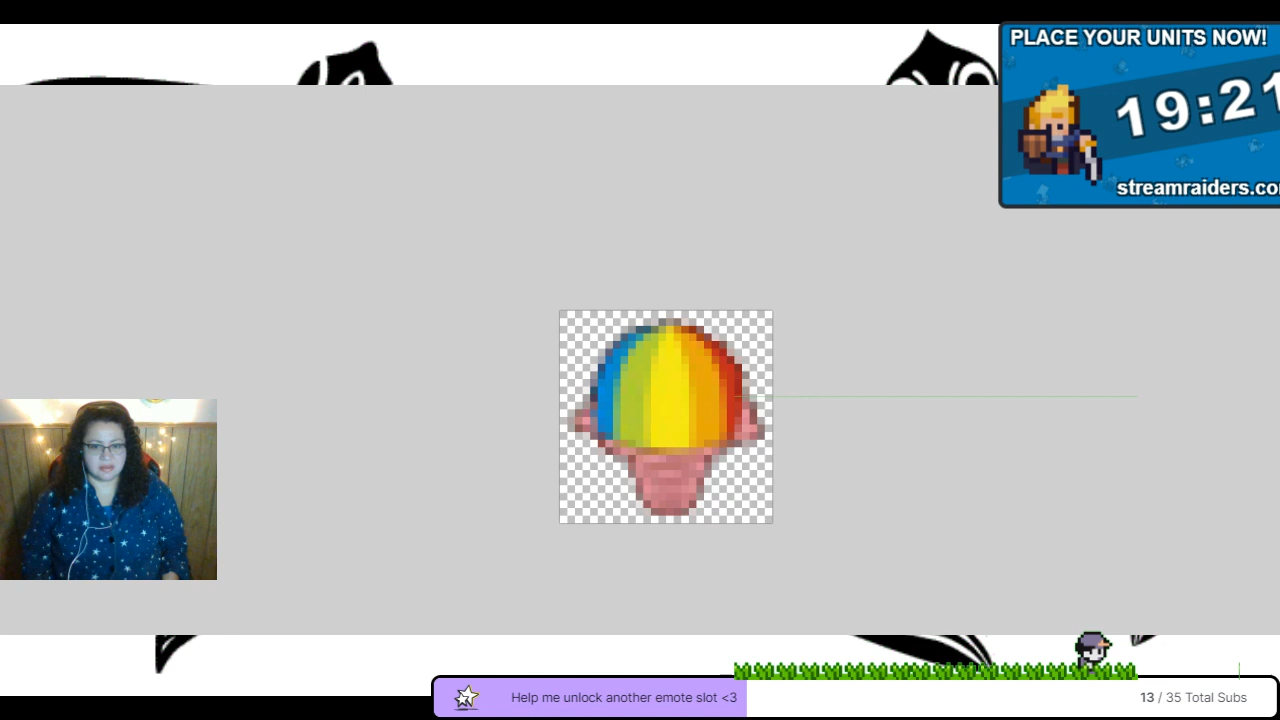 PLACE YOUR UNITS NOW!
19:21
streamraiders.co
Help me unlock another emote slot <3
13 / 35 Total Subs